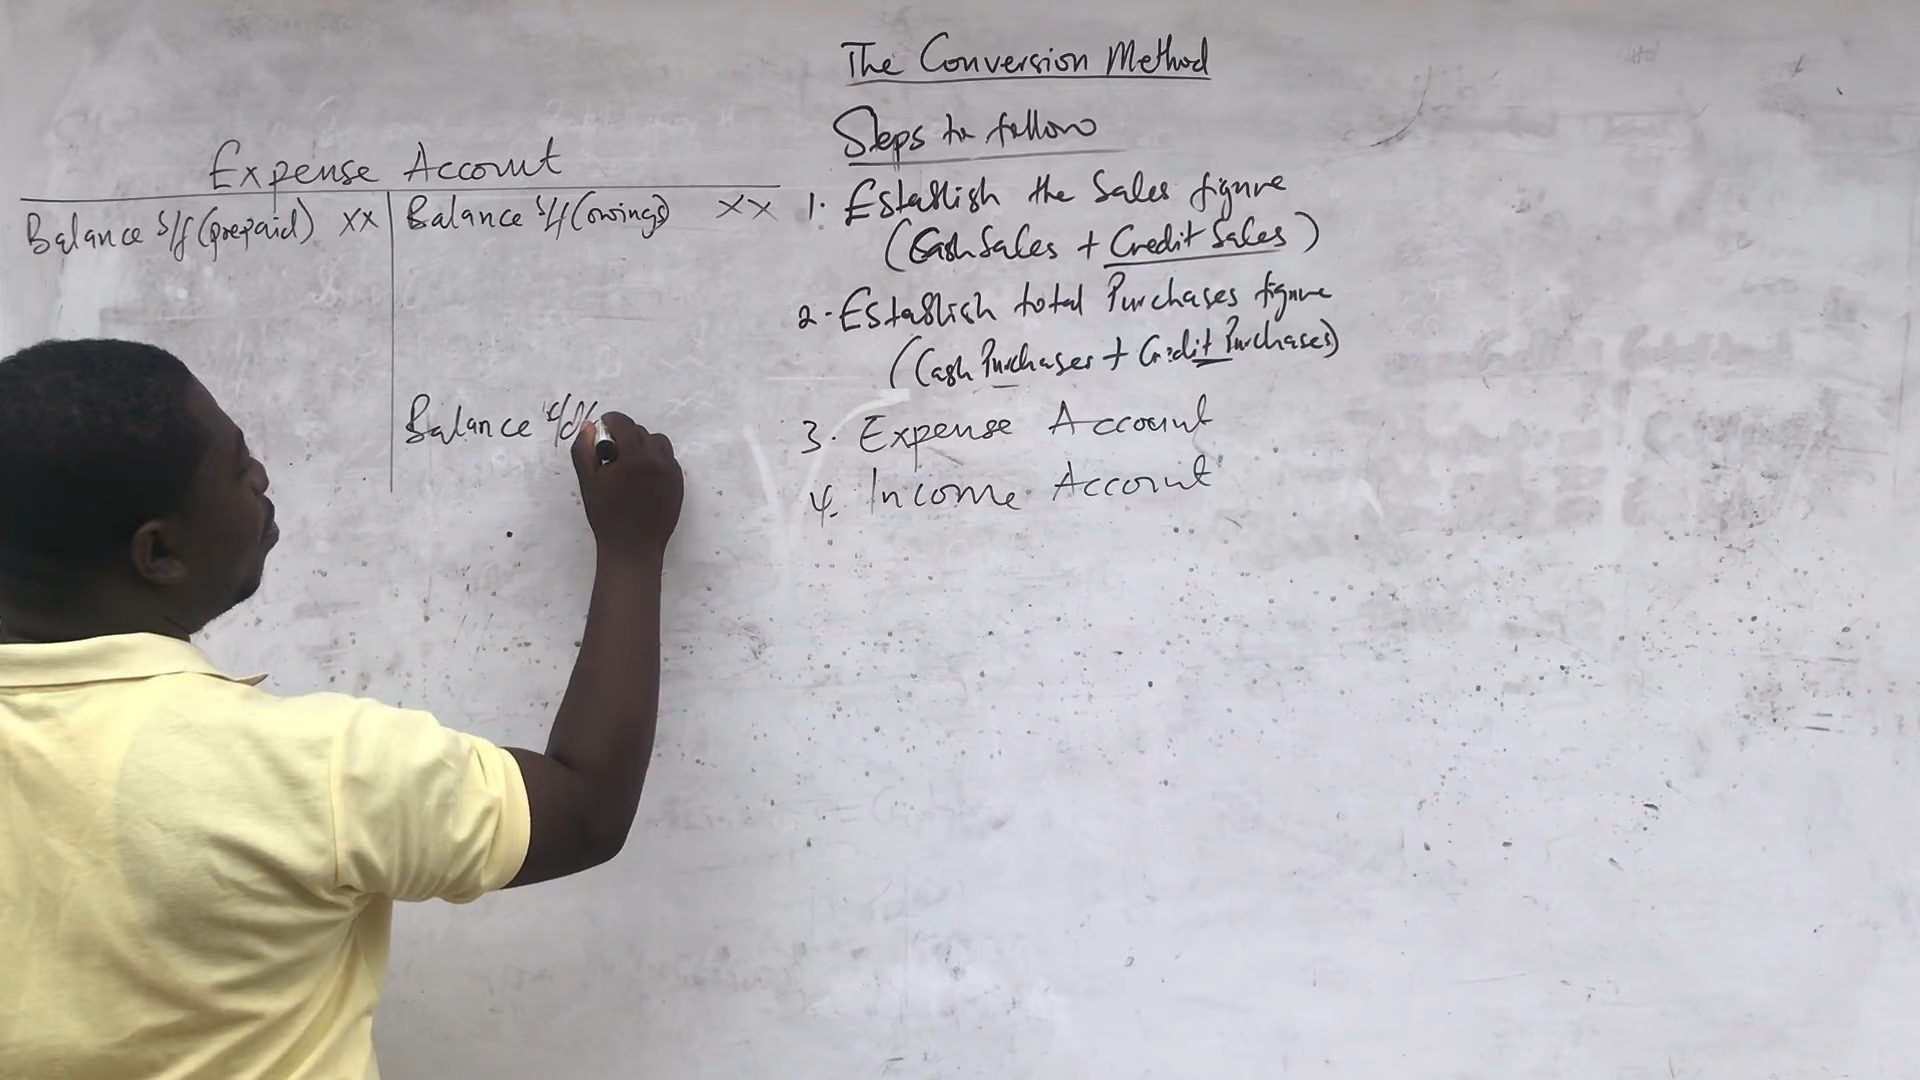 The Conversion Method
Steps to follow
1. Establish the Sales figure
(Cash Sales + Credit Sales)
2. Establish total Purchases figure
(Cash Purchases + Credit Purchases)
3. Expense Account
4. Income Account
Expense Account
Balance b/f (prepaid) xx
Balance b/f (owings) xx
Balance c/d